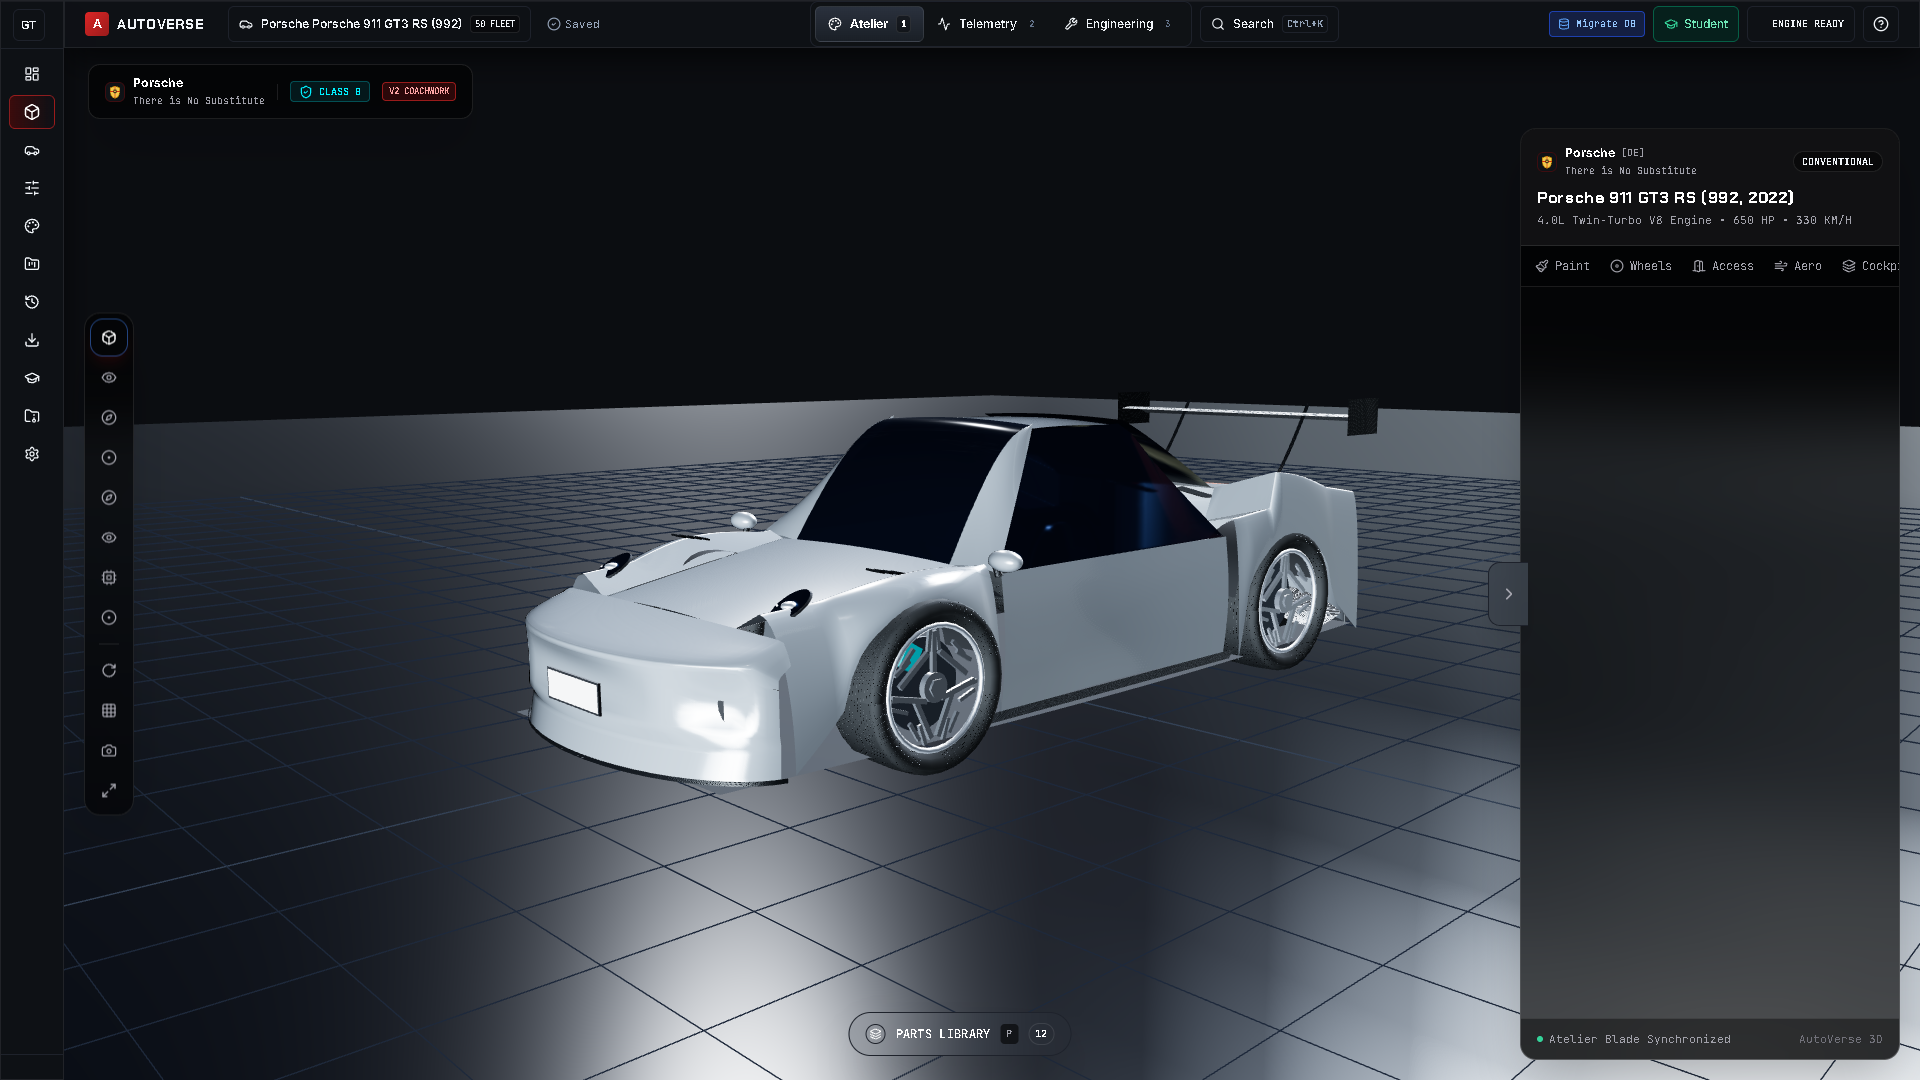 GT
A AUTOVERSE
Porsche Porsche 911 GT3 RS (992) 50 FLEET
Saved
Atelier 1
Telemetry 2
Engineering 3
Search Ctrl+K
Migrate DB
Student
ENGINE READY
Porsche
There is No Substitute
CLASS B
V2 COACHWORK
Porsche [DE]
There is No Substitute
CONVENTIONAL
Porsche 911 GT3 RS (992, 2022)
4.0L Twin-Turbo V8 Engine • 650 HP • 330 KM/H
Paint
Wheels
Access
Aero
Cockpi
PARTS LIBRARY P 12
Atelier Blade Synchronized
AutoVerse 3D